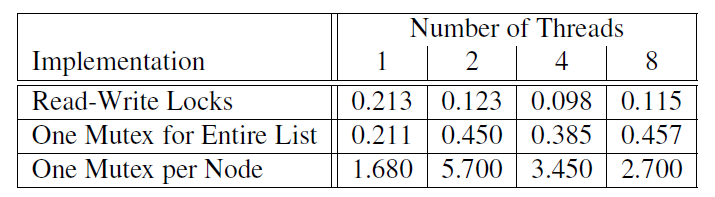 Number of Threads
Implementation 1 2 4 8
Read-Write Locks 0.213 0.123 0.098 0.115
One Mutex for Entire List 0.211 0.450 0.385 0.457
One Mutex per Node 1.680 5.700 3.450 2.700